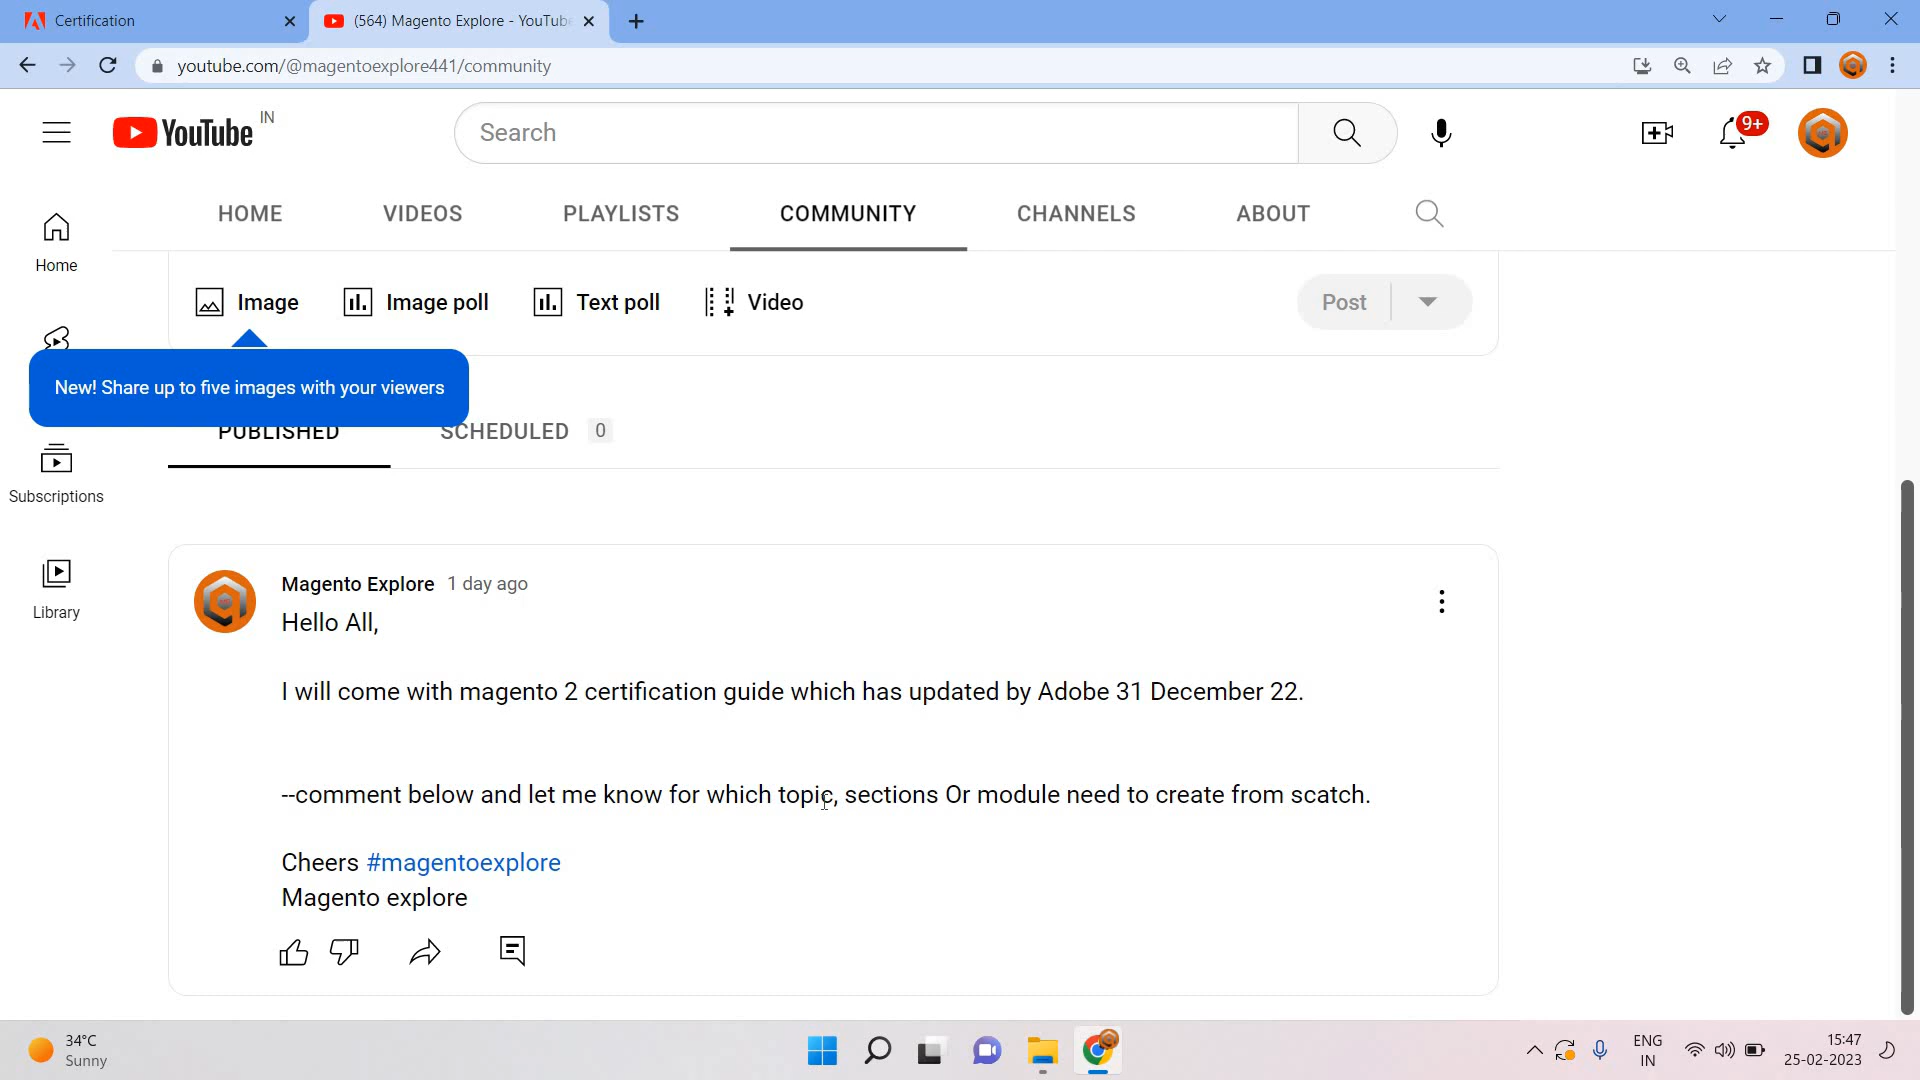 Certification
(564) Magento Explore - YouTube
youtube.com/@magentoexplore441/community
YouTube IN
Search
9+
HOME VIDEOS PLAYLISTS COMMUNITY CHANNELS ABOUT
Home
Image Image poll Text poll Video Post
New! Share up to five images with your viewers
PUBLISHED SCHEDULED 0
Subscriptions
Library
Magento Explore 1 day ago
Hello All,
I will come with magento 2 certification guide which has updated by Adobe 31 December 22.
--comment below and let me know for which topic, sections Or module need to create from scatch.
Cheers #magentoexplore
Magento explore
34°C
Sunny
ENG
IN
15:47
25-02-2023